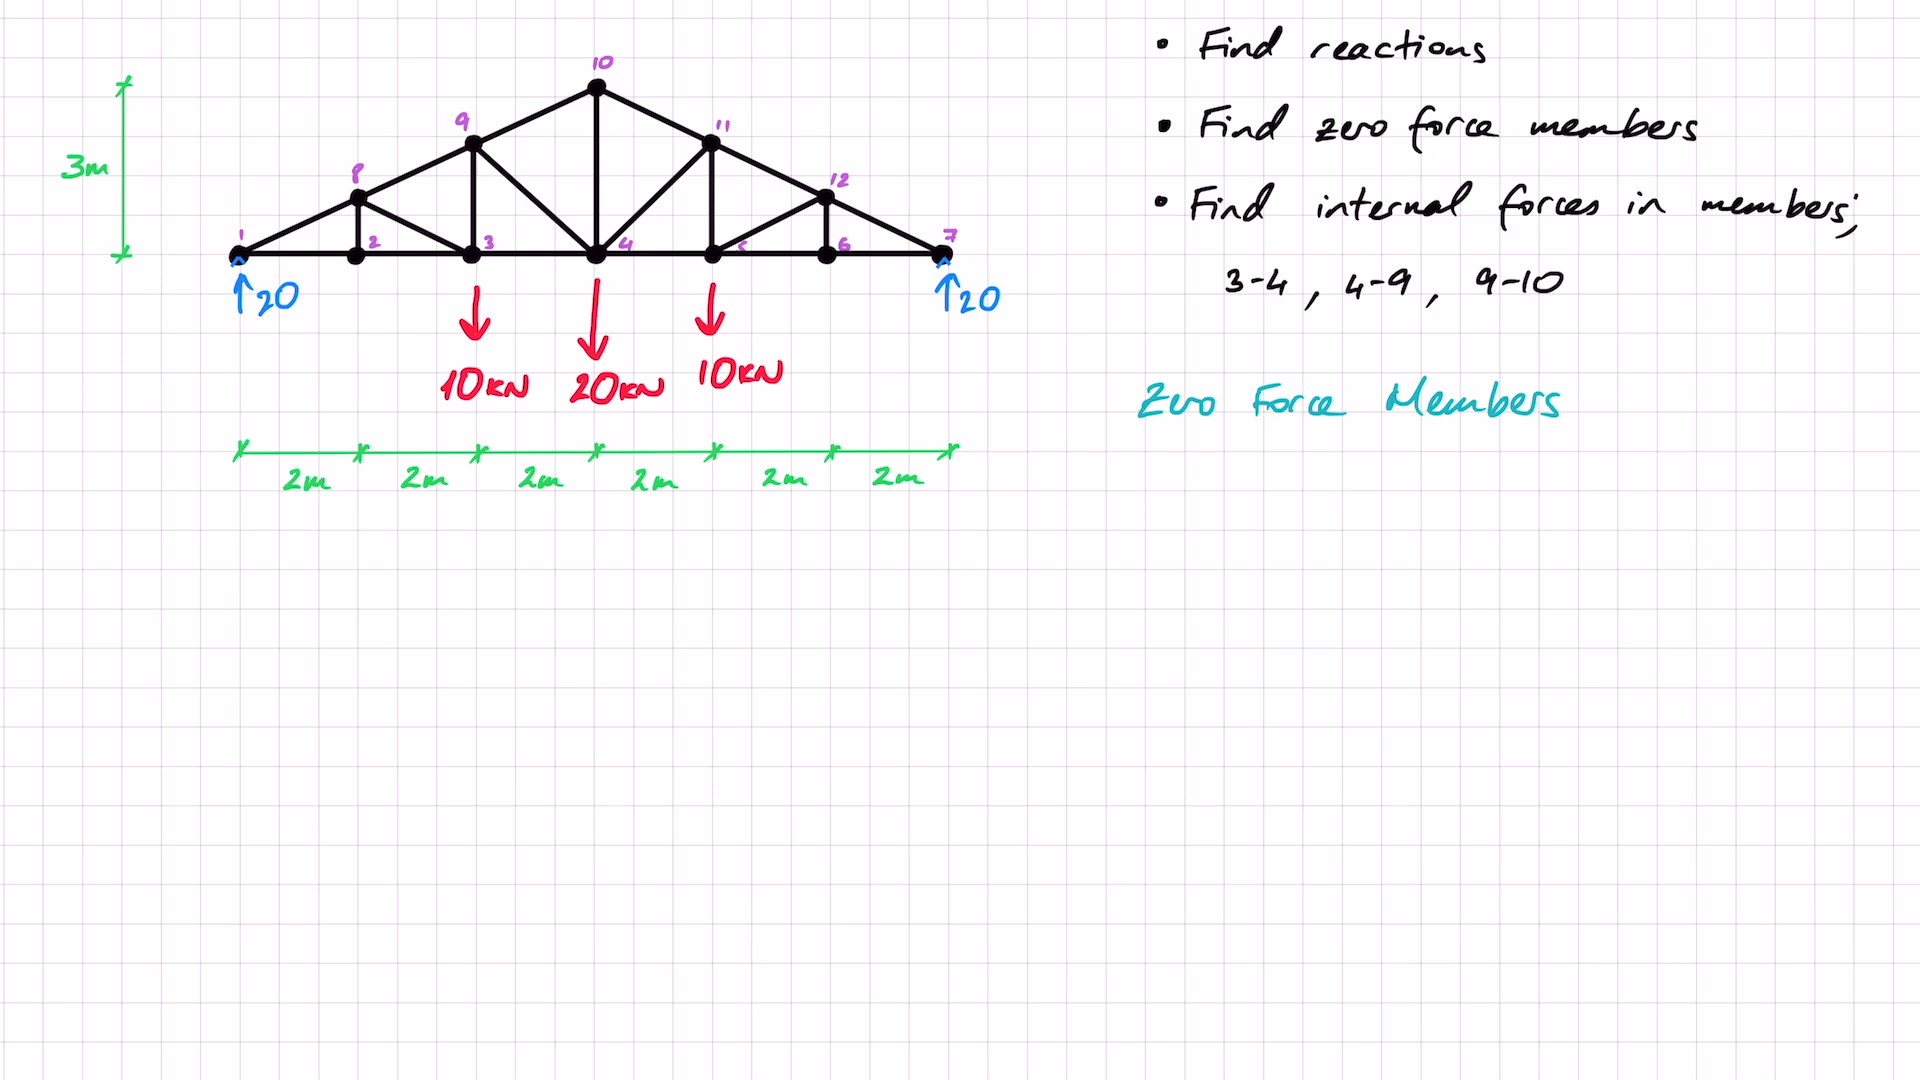 • Find reactions
• Find zero force members
• Find internal forces in members;
3-4, 4-9, 9-10
Zero Force Members
10
9
11
8
12
1
2
3
4
5
6
7
3m
↑20
↑20
10kN
20kN
10kN
2m
2m
2m
2m
2m
2m